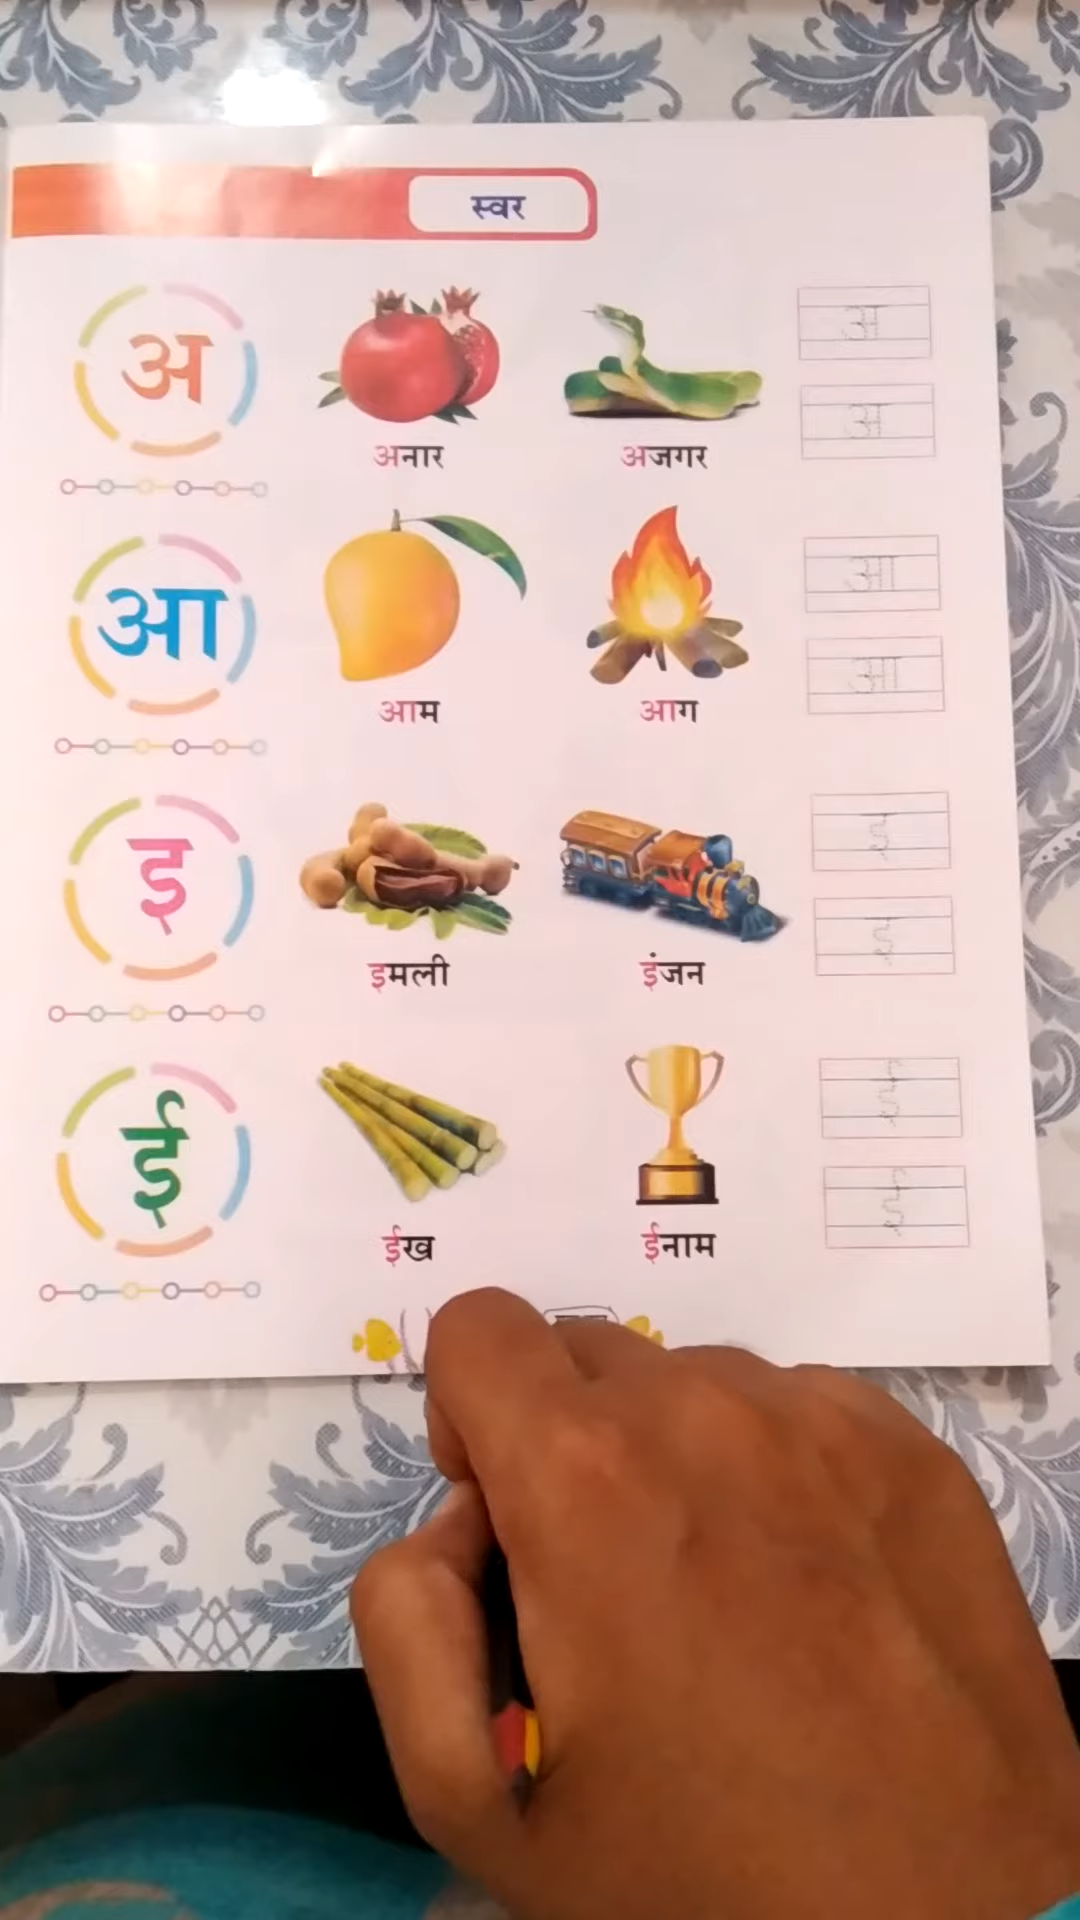 स्वर
अ
अनार
अजगर
अ
अ
आ
आम
आग
आ
आ
इ
इमली
इंजन
इ
इ
ई
ईख
ईनाम
ई
ई